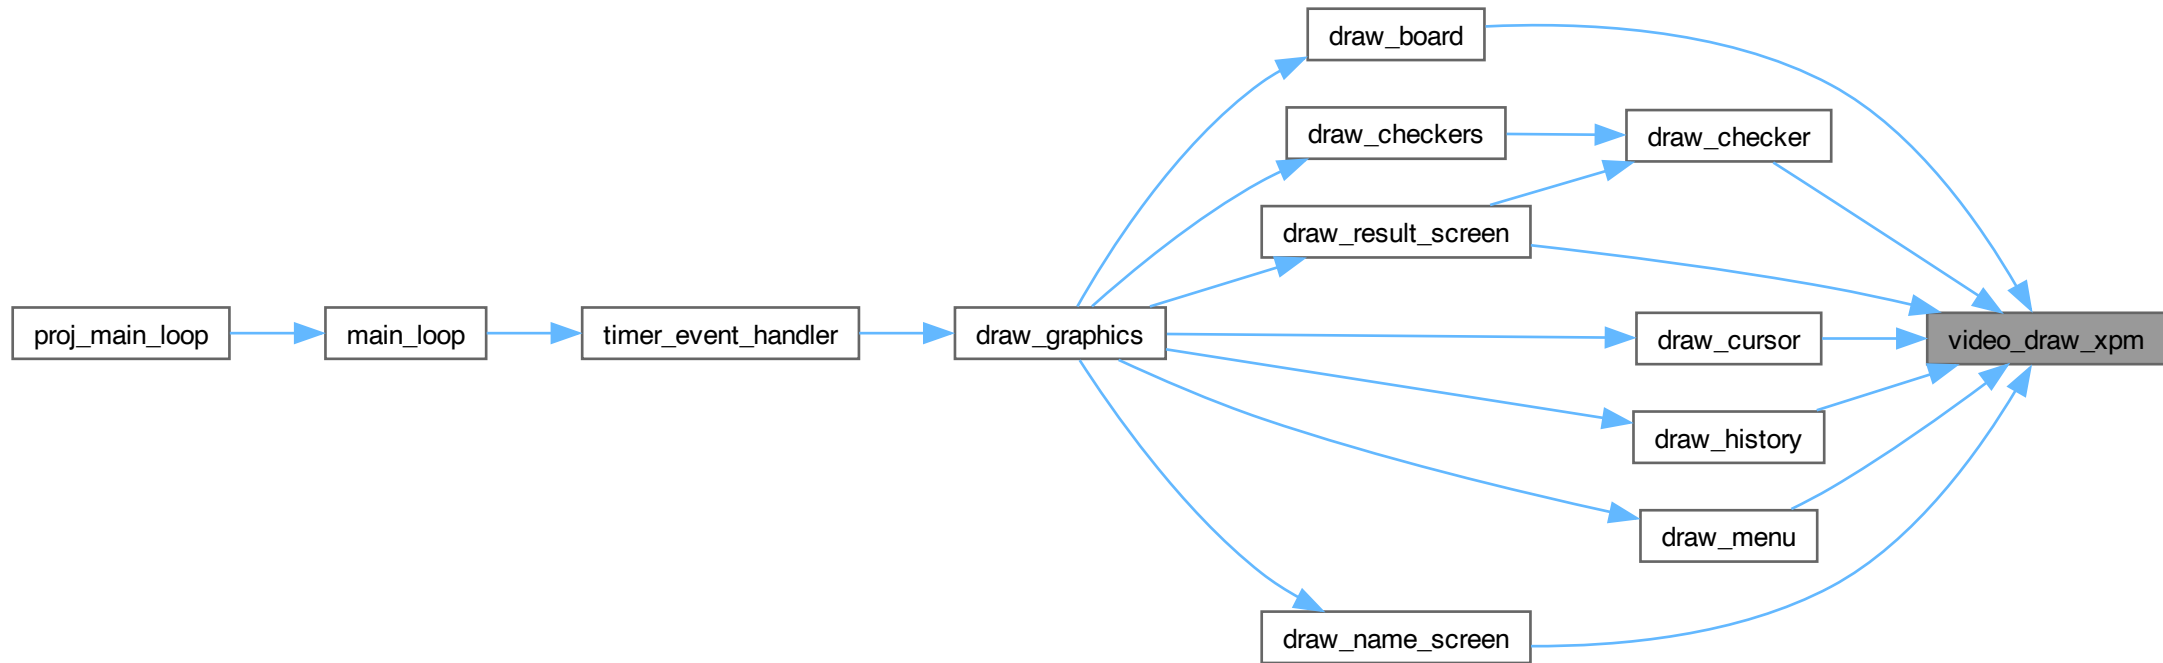 draw_board
draw_checkers
draw_checker
draw_result_screen
proj_main_loop
main_loop
timer_event_handler
draw_graphics
draw_cursor
video_draw_xpm
draw_history
draw_menu
draw_name_screen